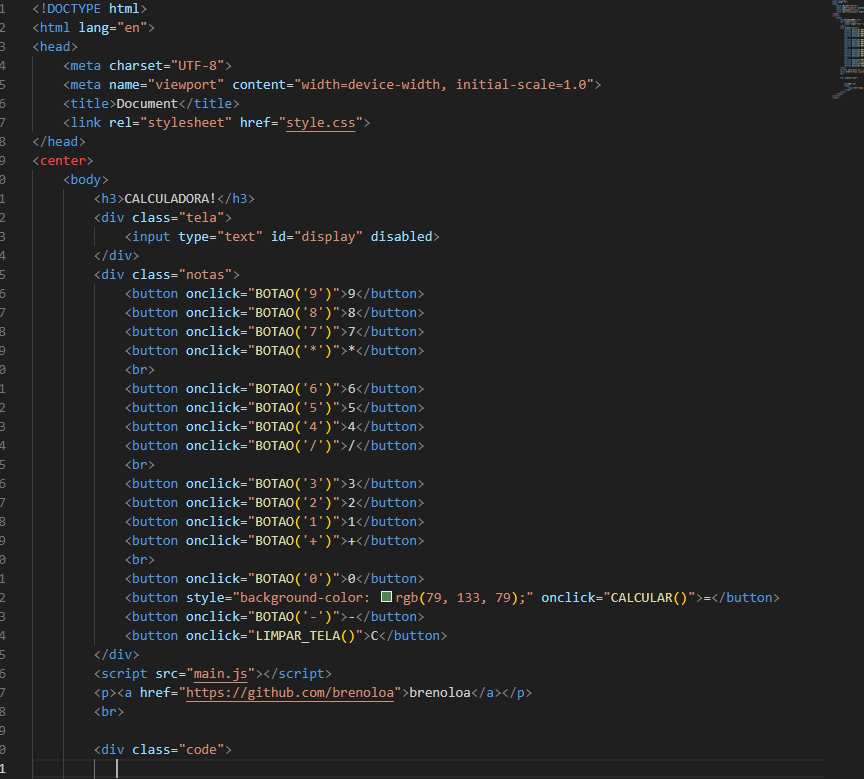 1 <!DOCTYPE html>
2 <html lang="en">
3 <head>
4 <meta charset="UTF-8">
5 <meta name="viewport" content="width=device-width, initial-scale=1.0">
6 <title>Document</title>
7 <link rel="stylesheet" href="style.css">
8 </head>
9 <center>
0 <body>
1 <h3>CALCULADORA!</h3>
2 <div class="tela">
3 <input type="text" id="display" disabled>
4 </div>
5 <div class="notas">
6 <button onclick="BOTAO('9')">9</button>
7 <button onclick="BOTAO('8')">8</button>
8 <button onclick="BOTAO('7')">7</button>
9 <button onclick="BOTAO('*')">*</button>
0 <br>
1 <button onclick="BOTAO('6')">6</button>
2 <button onclick="BOTAO('5')">5</button>
3 <button onclick="BOTAO('4')">4</button>
4 <button onclick="BOTAO('/')">/</button>
5 <br>
6 <button onclick="BOTAO('3')">3</button>
7 <button onclick="BOTAO('2')">2</button>
8 <button onclick="BOTAO('1')">1</button>
9 <button onclick="BOTAO('+')">+</button>
0 <br>
1 <button onclick="BOTAO('0')">0</button>
2 <button style="background-color: rgb(79, 133, 79);" onclick="CALCULAR()">=</button>
3 <button onclick="BOTAO('-')">-</button>
4 <button onclick="LIMPAR_TELA()">C</button>
5 </div>
6 <script src="main.js"></script>
7 <p><a href="https://github.com/brenoloa">brenoloa</a></p>
8 <br>
9
0 <div class="code">
1